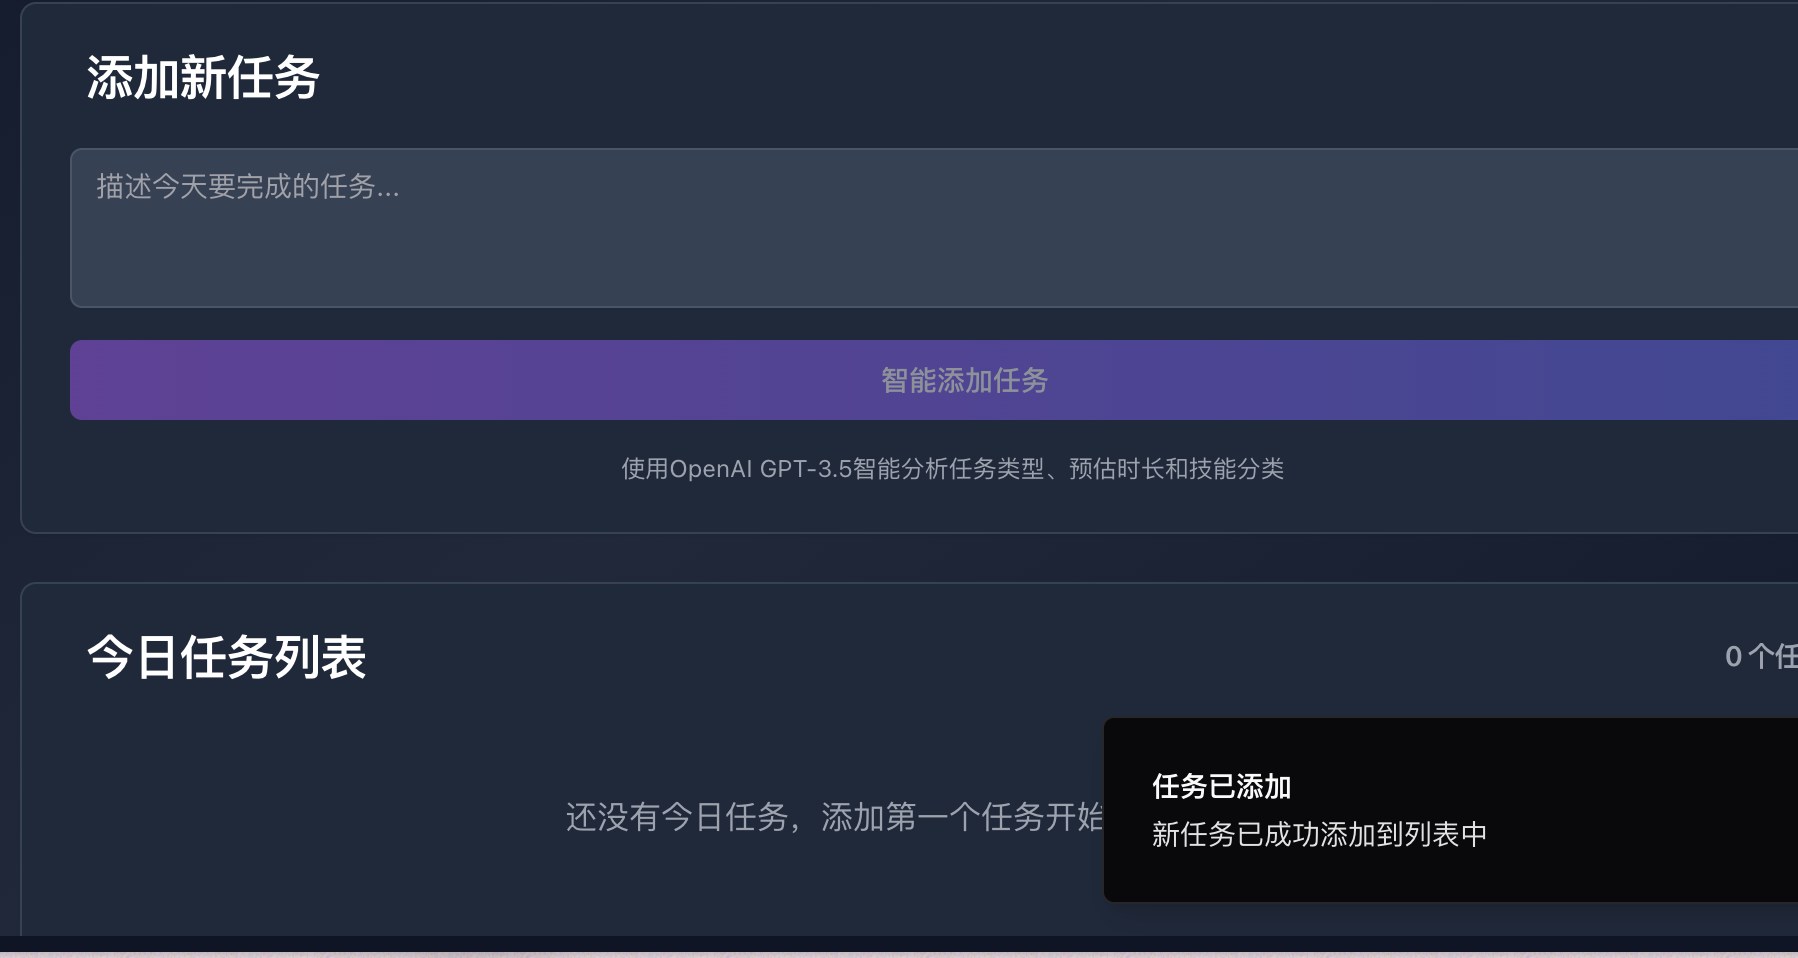 添加新任务
描述今天要完成的任务...
智能添加任务
使用OpenAI GPT-3.5智能分析任务类型、预估时长和技能分类
今日任务列表
0 个任
还没有今日任务，添加第一个任务开始
任务已添加
新任务已成功添加到列表中